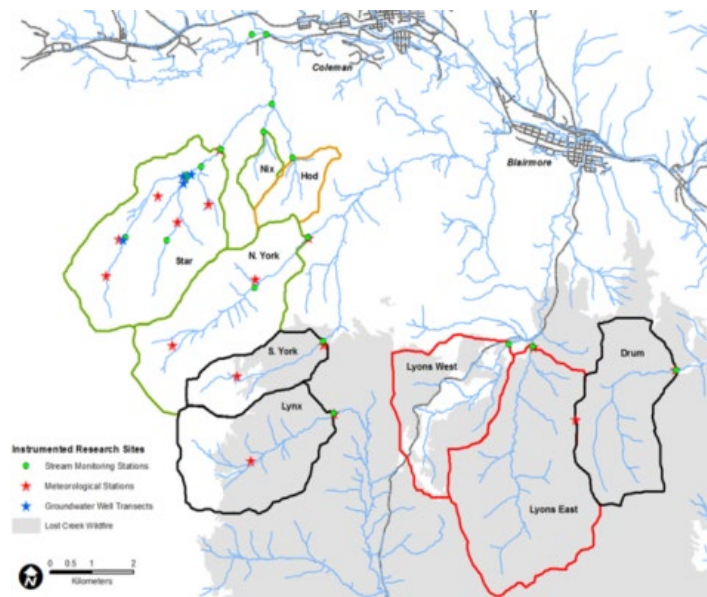 Coleman
Blairmore
Nix
Hod
Star
N. York
S. York
Lyons West
Drum
Lynx
Lyons East
Instrumented Research Sites
Stream Monitoring Stations
Meteorological Stations
Groundwater Well Transects
Lost Creek Wildfire
N
0 0.5 1 2
Kilometers